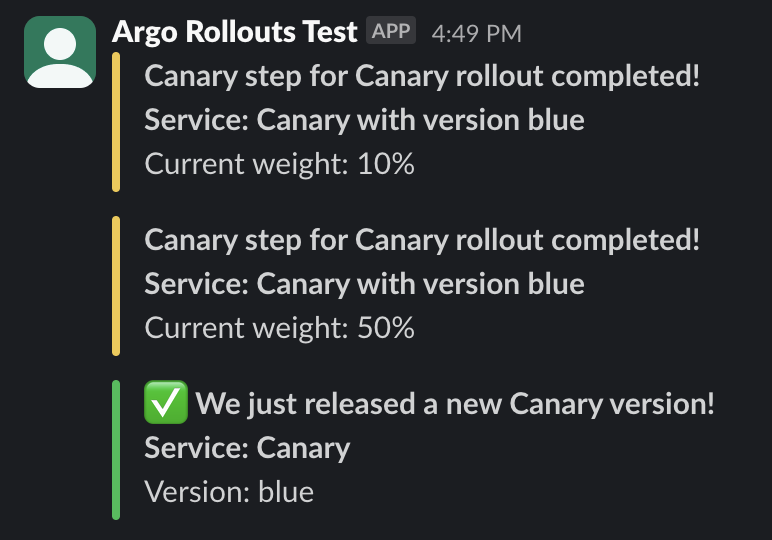 Argo Rollouts Test APP 4:49 PM
Canary step for Canary rollout completed!
Service: Canary with version blue
Current weight: 10%
Canary step for Canary rollout completed!
Service: Canary with version blue
Current weight: 50%
✅ We just released a new Canary version!
Service: Canary
Version: blue